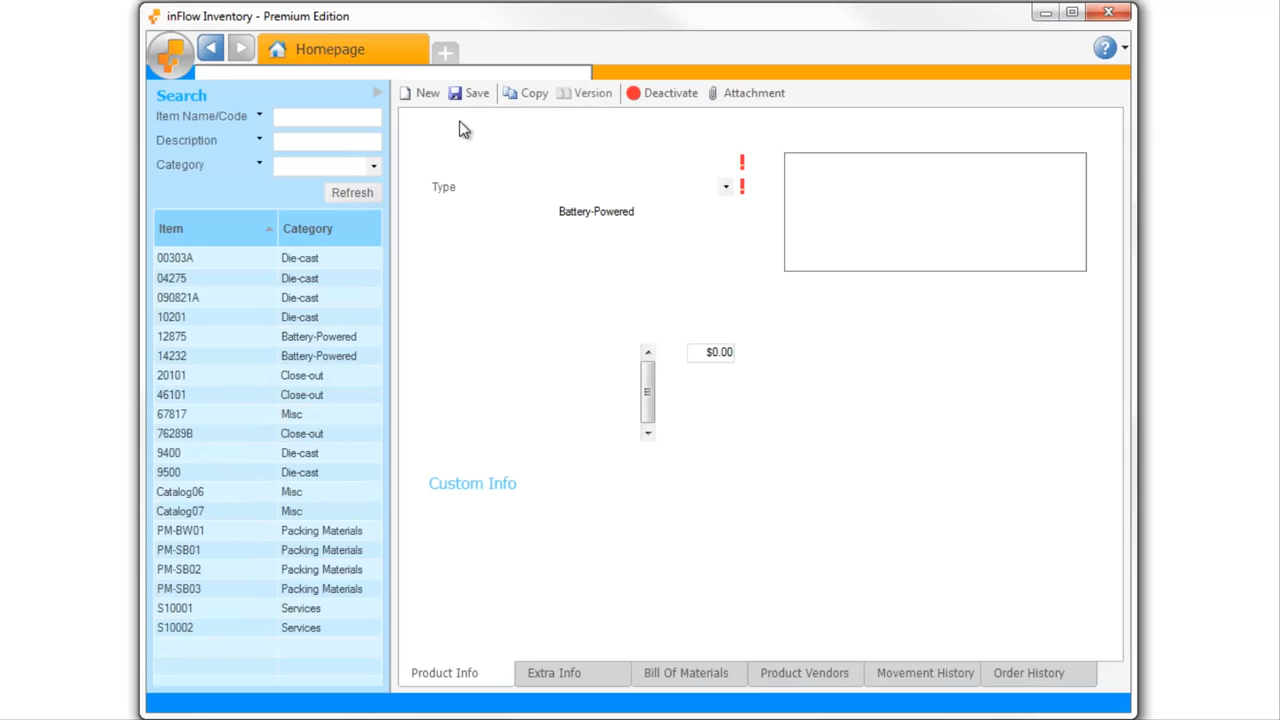 inFlow Inventory - Premium Edition
Homepage
Search
Item Name/Code
Description
Category
Refresh
Item Category
00303A Die-cast
04275 Die-cast
090821A Die-cast
10201 Die-cast
12875 Battery-Powered
14232 Battery-Powered
20101 Close-out
46101 Close-out
67817 Misc
76289B Close-out
9400 Die-cast
9500 Die-cast
Catalog06 Misc
Catalog07 Misc
PM-BW01 Packing Materials
PM-SB01 Packing Materials
PM-SB02 Packing Materials
PM-SB03 Packing Materials
S10001 Services
S10002 Services
New Save Copy Version Deactivate Attachment
!
Type !
Battery-Powered
$0.00
Custom Info
Product Info Extra Info Bill Of Materials Product Vendors Movement History Order History